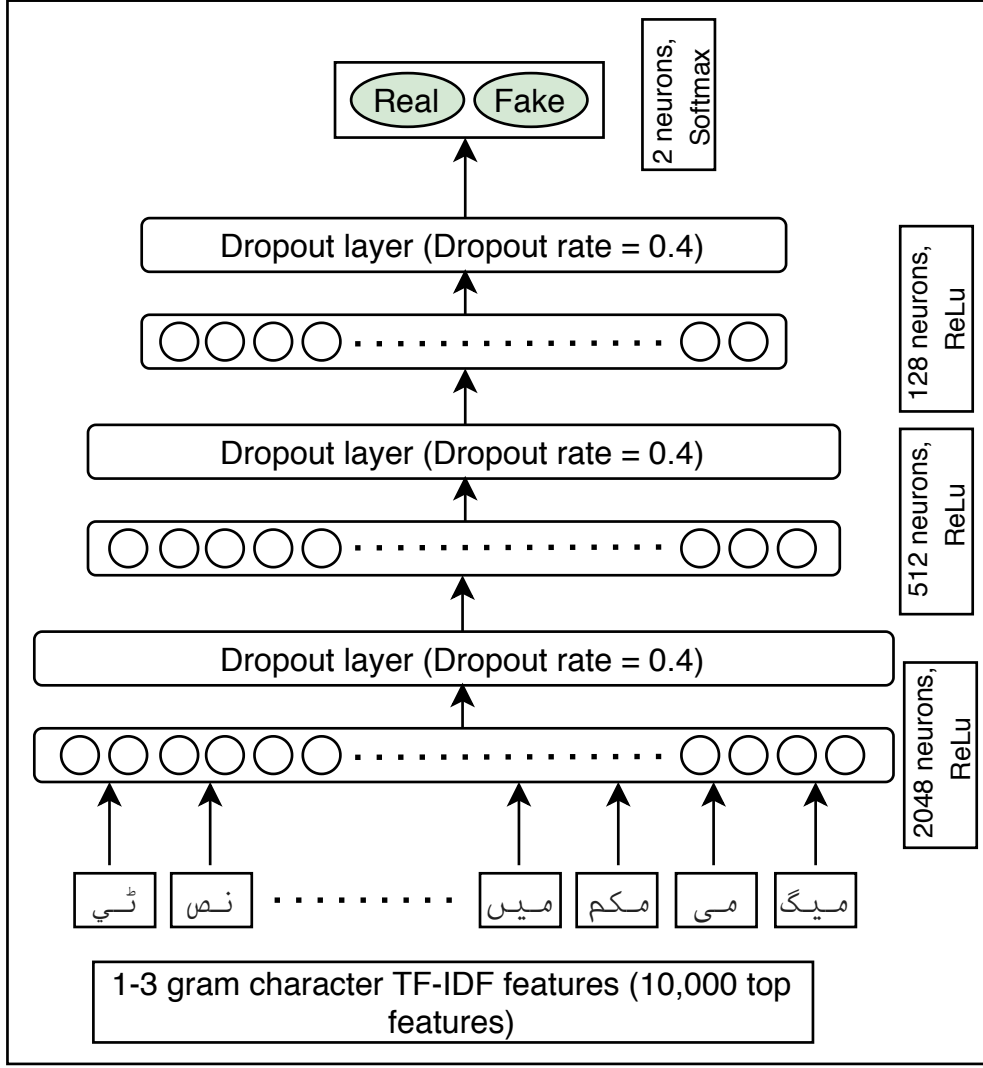 Real
Fake
2 neurons,
Softmax
Dropout layer (Dropout rate = 0.4)
128 neurons,
ReLu
Dropout layer (Dropout rate = 0.4)
512 neurons,
ReLu
Dropout layer (Dropout rate = 0.4)
2048 neurons,
ReLu
ٹي
نص
میں
مکم
می
میگ
1-3 gram character TF-IDF features (10,000 top
features)